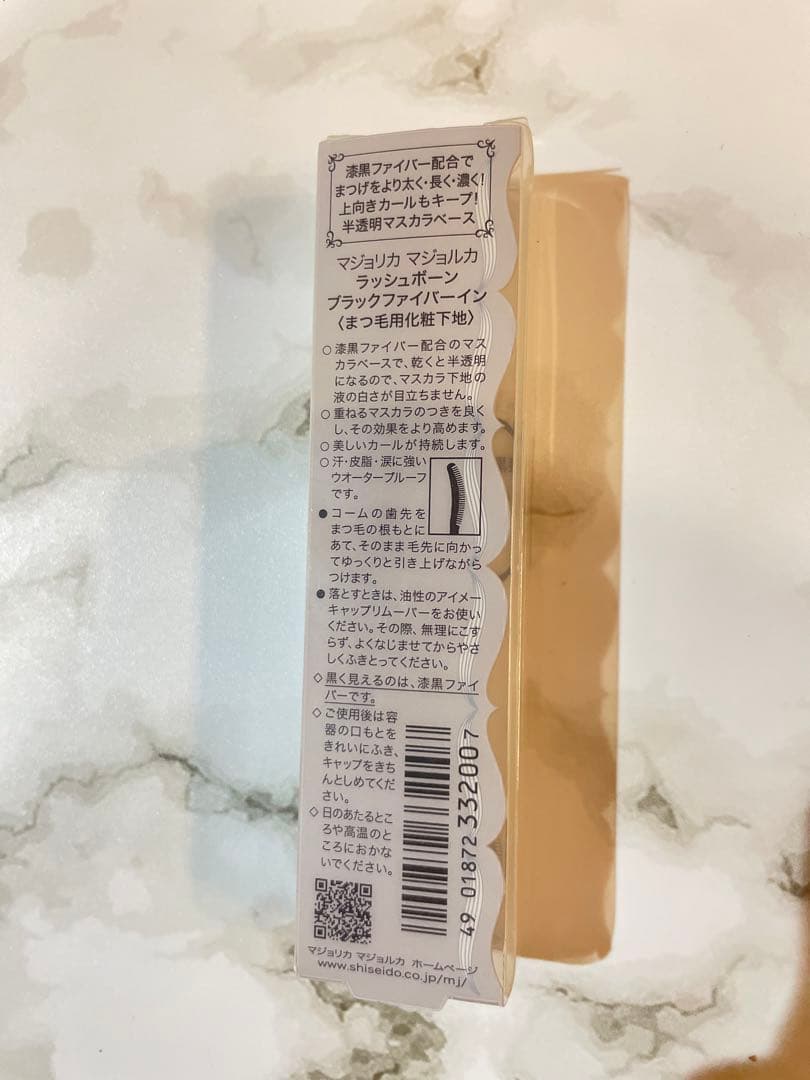 漆黒ファイバー配合で
まつげをより太く・長く・濃く!
上向きカールもキープ!
半透明マスカラベース
マジョリカ マジョルカ
ラッシュボーン
ブラックファイバーイン
〈まつ毛用化粧下地〉
○漆黒ファイバー配合のマス
カラベースで、乾くと半透明
になるので、マスカラ下地の
液の白さが目立ちません。
○重ねるマスカラのつきを良く
し、その効果をより高めます。
○美しいカールが持続します。
○汗・皮脂・涙に強い
ウオータープルーフ
です。
●コームの歯先を
まつ毛の根もとに
あて、そのまま毛先に向かっ
てゆっくりと引き上げながら
つけます。
●落とすときは、油性のアイメー
キャップリムーバーをお使い
ください。その際、無理にこす
らず、よくなじませてからやさ
しくふきとってください。
◇黒く見えるのは、漆黒ファイ
バーです。
◇ご使用後は容
器の口もとを
きれいにふき、
キャップをきち
んとしめてくだ
さい。
◇日のあたるとこ
ろや高温のと
ころにおかな
いでください。
49 01872 332007
マジョリカ マジョルカ ホームページ
www.shiseido.co.jp/mj/